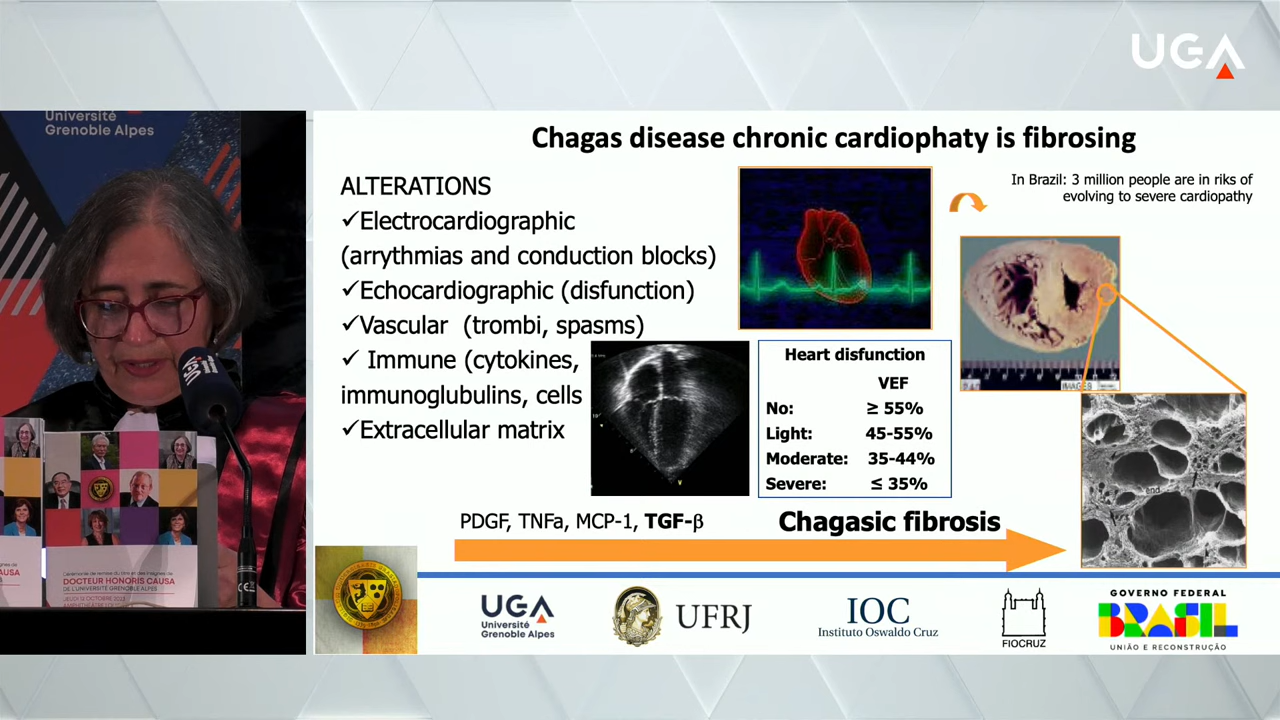 UGA
Université
Grenoble Alpes
Chagas disease chronic cardiophaty is fibrosing
ALTERATIONS
✓Electrocardiographic
(arrythmias and conduction blocks)
✓Echocardiographic (disfunction)
✓Vascular (trombi, spasms)
✓ Immune (cytokines,
immunoglubulins, cells
✓Extracellular matrix
In Brazil: 3 million people are in riks of
evolving to severe cardiopathy
Heart disfunction
VEF
No: ≥ 55%
Light: 45-55%
Moderate: 35-44%
Severe: ≤ 35%
PDGF, TNFa, MCP-1, TGF-β
Chagasic fibrosis
DOCTEUR HONORIS CAUSA
DE L'UNIVERSITÉ GRENOBLE ALPES
UGA
Université
Grenoble Alpes
UFRJ
IOC
Instituto Oswaldo Cruz
FIOCRUZ
GOVERNO FEDERAL
BRASIL
UNIÃO E RECONSTRUÇÃO